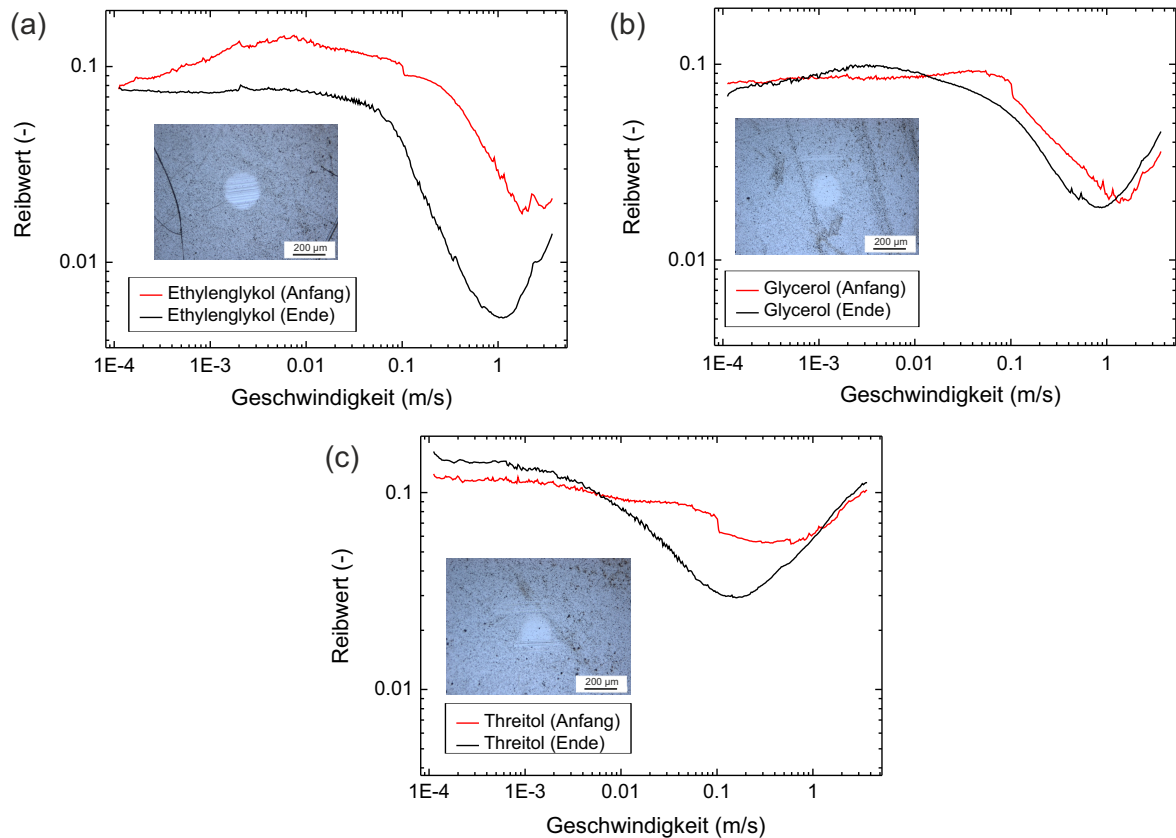 (a)
0.1
0.01
Reibwert (-)
200 µm
Ethylenglykol (Anfang)
Ethylenglykol (Ende)
1E-4 1E-3 0.01 0.1 1
Geschwindigkeit (m/s)
(b)
0.1
0.01
Reibwert (-)
200 µm
Glycerol (Anfang)
Glycerol (Ende)
1E-4 1E-3 0.01 0.1 1
Geschwindigkeit (m/s)
(c)
0.1
0.01
Reibwert (-)
200 µm
Threitol (Anfang)
Threitol (Ende)
1E-4 1E-3 0.01 0.1 1
Geschwindigkeit (m/s)